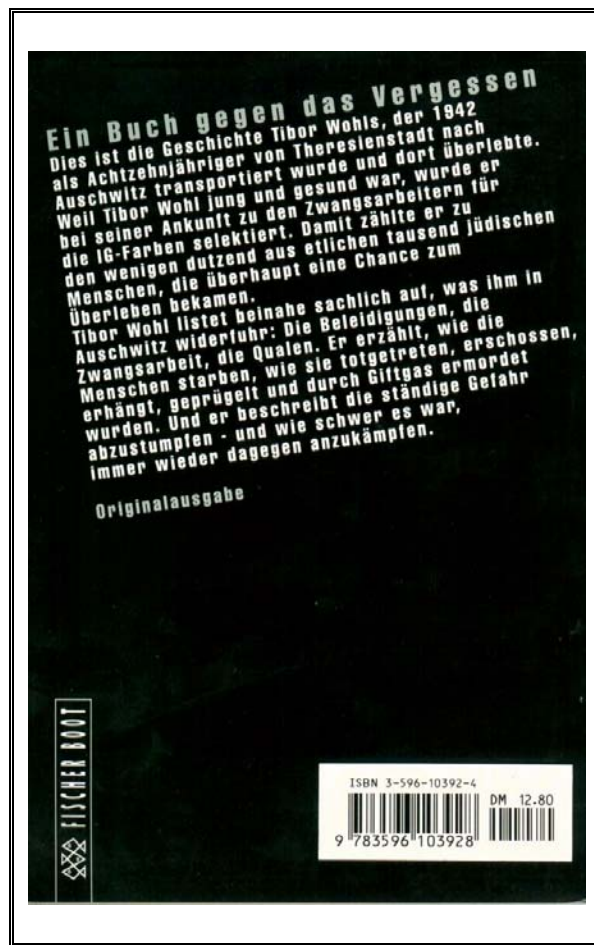 Ein Buch gegen das Vergessen
Dies ist die Geschichte Tibor Wohls, der 1942
als Achtzehnjähriger von Theresienstadt nach
Auschwitz transportiert wurde und dort überlebte.
Weil Tibor Wohl jung und gesund war, wurde er
bei seiner Ankunft zu den Zwangsarbeitern für
die IG-Farben selektiert. Damit zählte er zu
den wenigen dutzend aus etlichen tausend jüdischen
Menschen, die überhaupt eine Chance zum
Überleben bekamen.
Tibor Wohl listet beinahe sachlich auf, was ihm in
Auschwitz widerfuhr: Die Beleidigungen, die
Zwangsarbeit, die Qualen. Er erzählt, wie die
Menschen starben, wie sie totgetreten, erschossen,
erhängt, geprügelt und durch Giftgas ermordet
wurden. Und er beschreibt die ständige Gefahr
abzustumpfen - und wie schwer es war,
immer wieder dagegen anzukämpfen.
Originalausgabe
FISCHER BOOT
ISBN 3-596-10392-4
DM 12.80
9 783596 103928